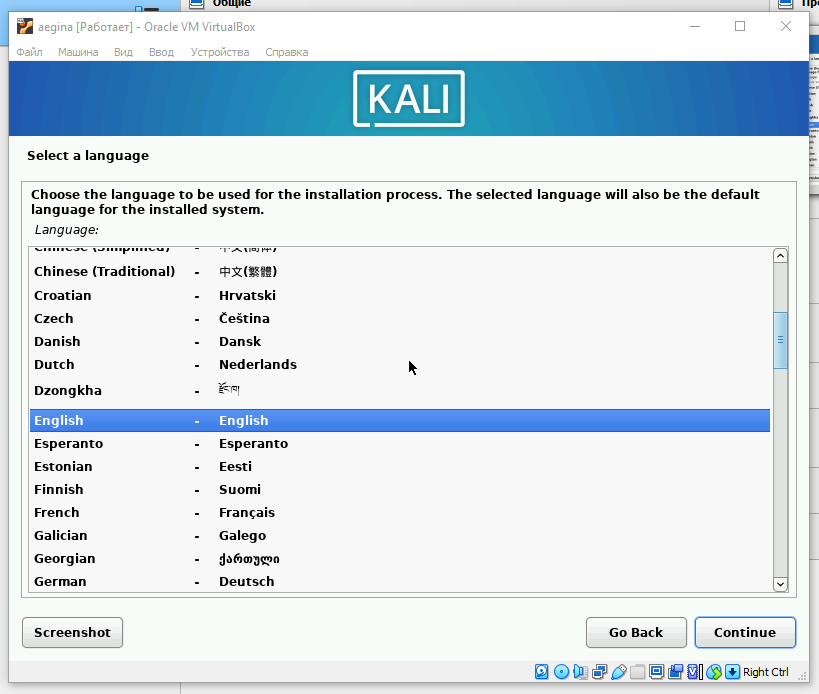 Общие
aegina [Работает] - Oracle VM VirtualBox
Файл Машина Вид Ввод Устройства Справка
KALI
Select a language
Choose the language to be used for the installation process. The selected language will also be the default
language for the installed system.
Language:
Chinese (Simplified) - 中文(简体)
Chinese (Traditional) - 中文(繁體)
Croatian - Hrvatski
Czech - Čeština
Danish - Dansk
Dutch - Nederlands
Dzongkha - རྫོང་ཁ།
English - English
Esperanto - Esperanto
Estonian - Eesti
Finnish - Suomi
French - Français
Galician - Galego
Georgian - ქართული
German - Deutsch
Screenshot Go Back Continue
Right Ctrl